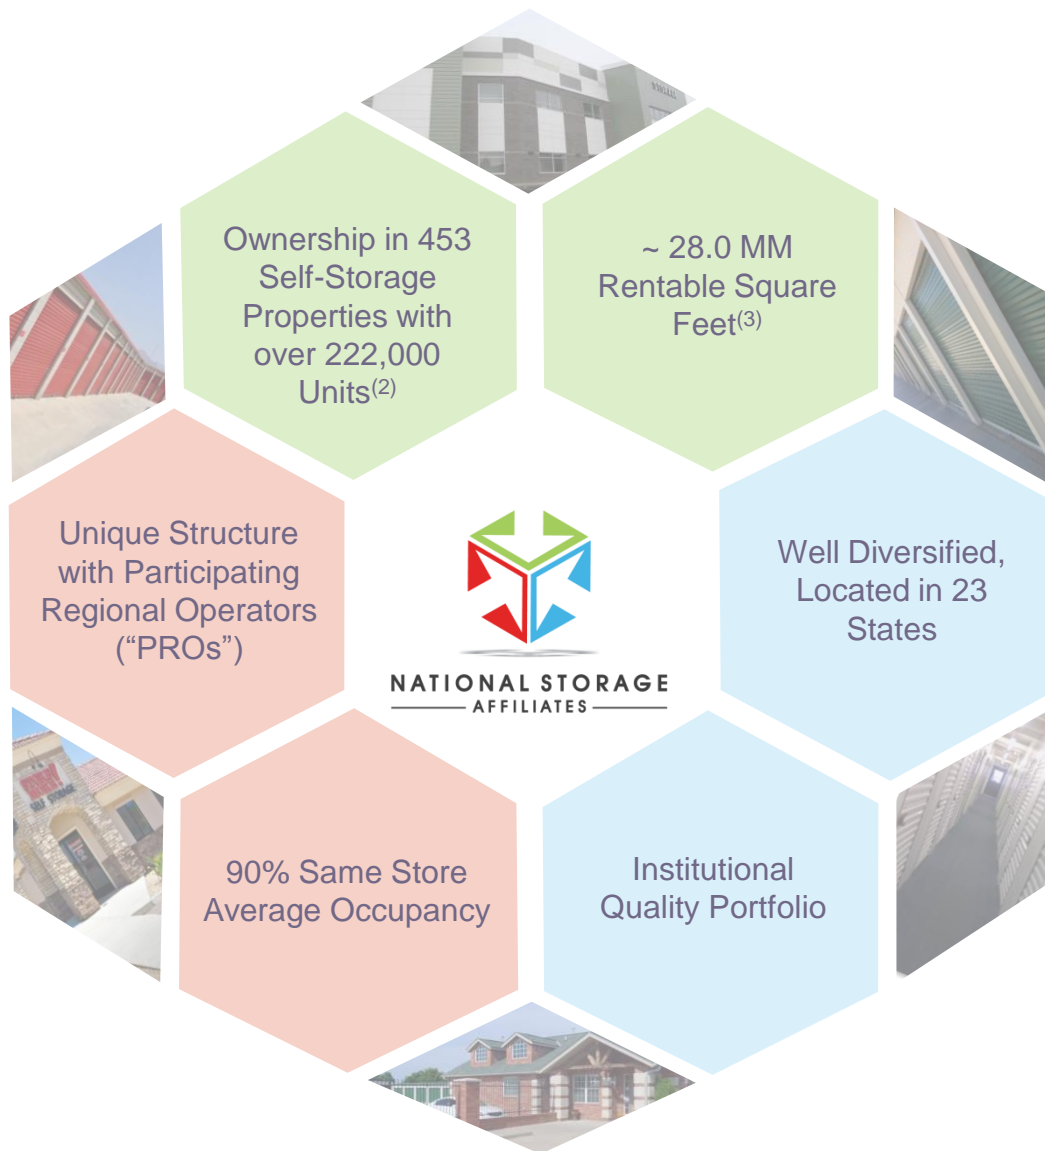 Ownership in 453
Self-Storage
Properties with
over 222,000
Units(2)
~ 28.0 MM
Rentable Square
Feet(3)
Unique Structure
with Participating
Regional Operators
(“PROs”)
NATIONAL STORAGE
AFFILIATES
Well Diversified,
Located in 23
States
90% Same Store
Average Occupancy
Institutional
Quality Portfolio
SELF STORAGE